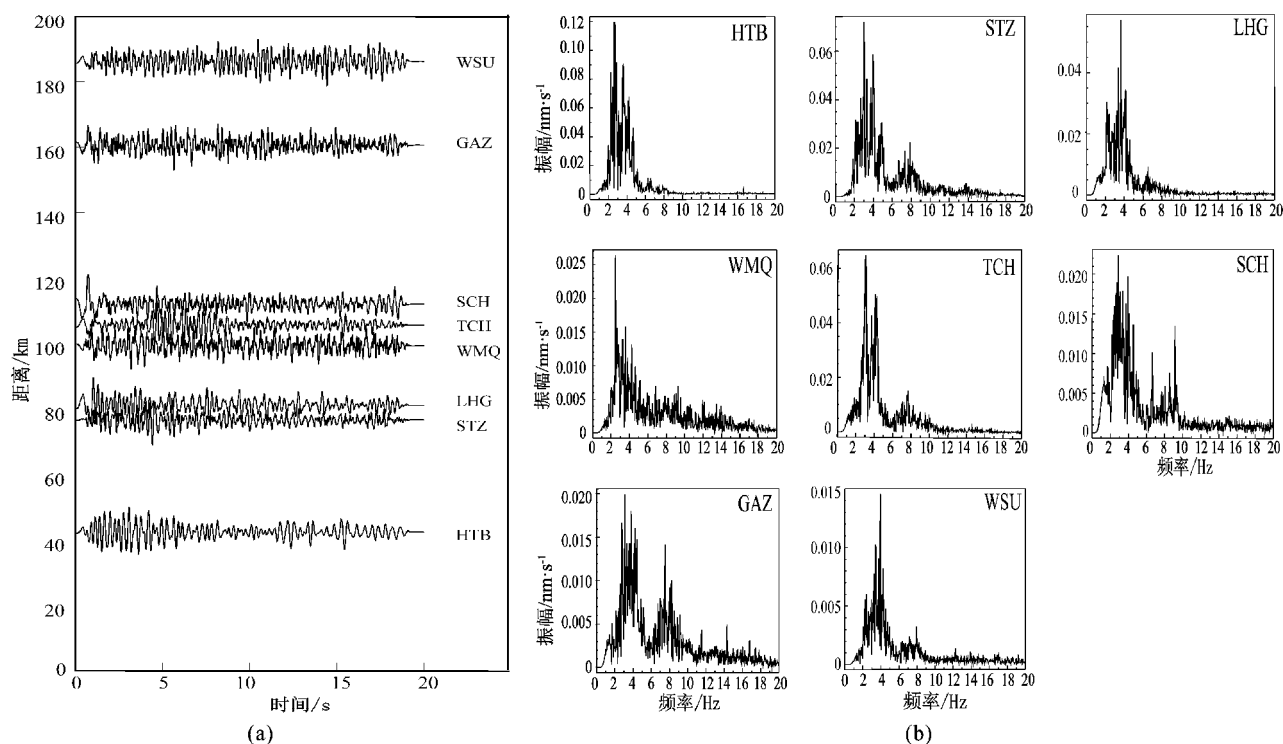 200
180
160
140
120
100
80
60
40
20
0
距离/km
WSU
GAZ
SCH
TCH
WMQ
LHG
STZ
HTB
0 5 10 15 20
时间/s
(a)
HTB
0.12
0.10
0.08
0.06
0.04
0.02
0
振幅/nm·s⁻¹
0 2 4 6 8 10 12 14 16 18 20
STZ
0.06
0.04
0.02
0
0 2 4 6 8 10 12 14 16 18 20
LHG
0.04
0.02
0
0 2 4 6 8 10 12 14 16 18 20
WMQ
0.025
0.020
0.015
0.010
0.005
0
振幅/nm·s⁻¹
0 2 4 6 8 10 12 14 16 18 20
TCH
0.06
0.04
0.02
0
0 2 4 6 8 10 12 14 16 18 20
SCH
0.020
0.015
0.010
0.005
0
0 2 4 6 8 10 12 14 16 18 20
频率/Hz
GAZ
0.020
0.015
0.010
0.005
0
振幅/nm·s⁻¹
0 2 4 6 8 10 12 14 16 18 20
频率/Hz
WSU
0.015
0.010
0.005
0
0 2 4 6 8 10 12 14 16 18 20
频率/Hz
(b)